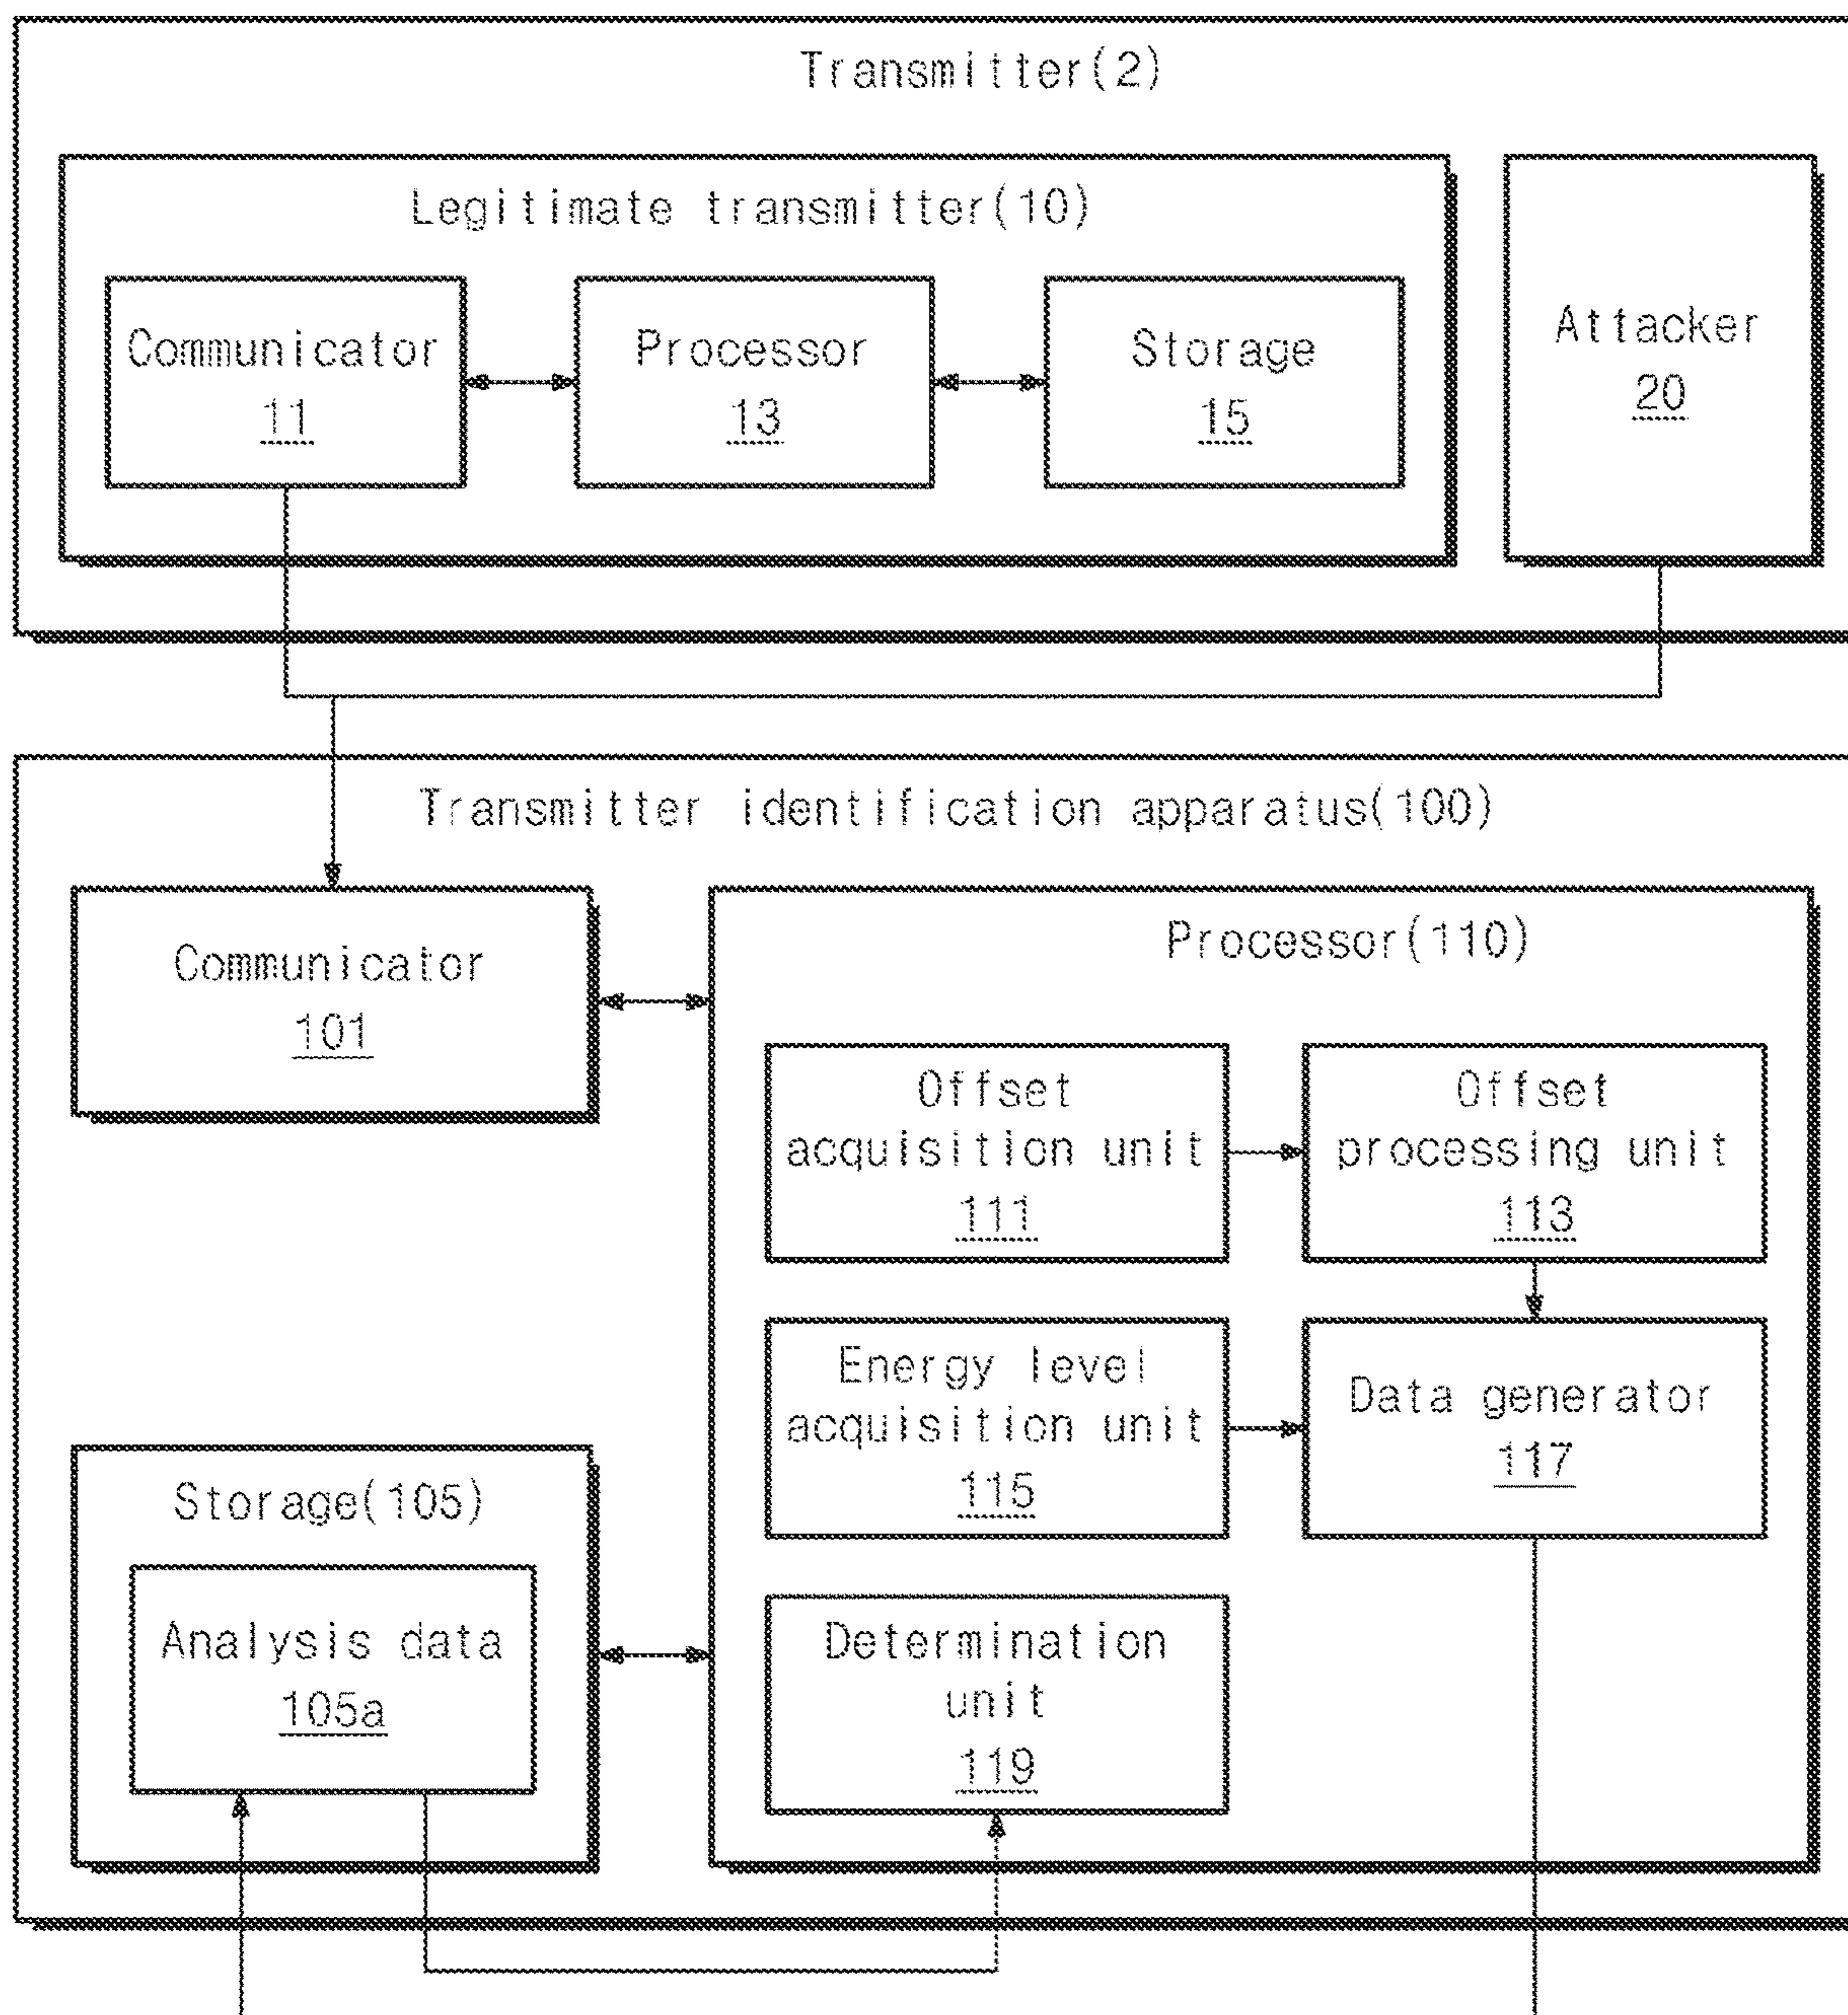 Transmitter(2)
Legitimate transmitter(10)
Communicator
11
Processor
13
Storage
15
Attacker
20
Transmitter identification apparatus(100)
Communicator
101
Processor(110)
Offset
acquisition unit
111
Offset
processing unit
113
Energy level
acquisition unit
115
Data generator
117
Storage(105)
Analysis data
105a
Determination
unit
119